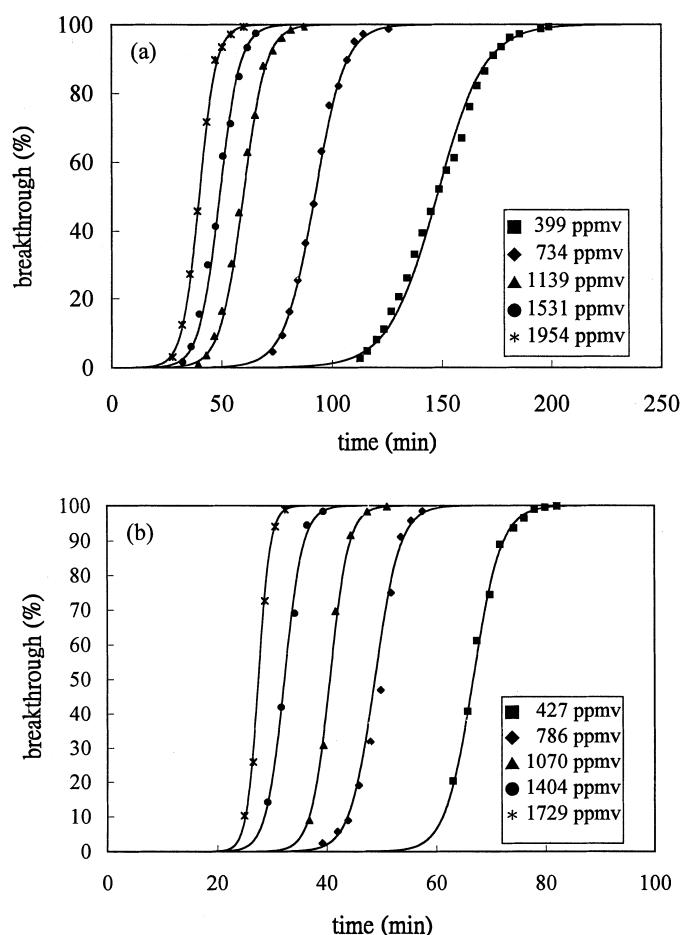 (a)
breakthrough (%)
100
80
60
40
20
0
399 ppmv
734 ppmv
1139 ppmv
1531 ppmv
1954 ppmv
0 50 100 150 200 250
time (min)
(b)
breakthrough (%)
100
90
80
70
60
50
40
30
20
10
0
427 ppmv
786 ppmv
1070 ppmv
1404 ppmv
1729 ppmv
0 20 40 60 80 100
time (min)